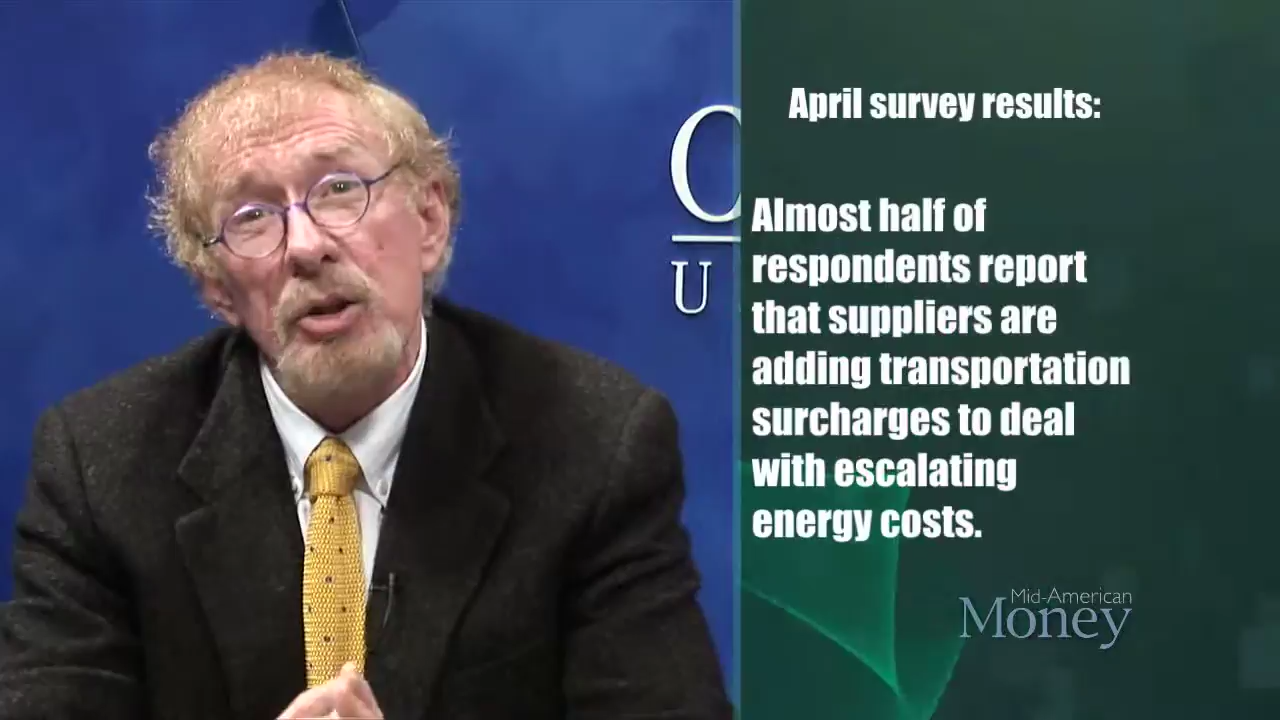 C
U
April survey results:
Almost half of
respondents report
that suppliers are
adding transportation
surcharges to deal
with escalating
energy costs.
Mid-American
Money